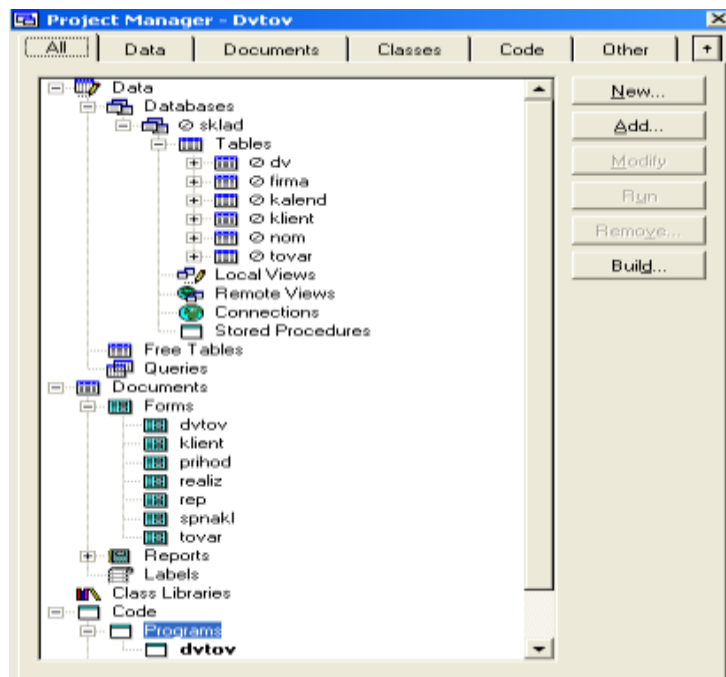 Project Manager - Dvtov
All Data Documents Classes Code Other
Data
Databases
sklad
Tables
dv
firma
kalend
klient
nom
tovar
Local Views
Remote Views
Connections
Stored Procedures
Free Tables
Queries
Documents
Forms
dvtov
klient
prihod
realiz
rep
spnakl
tovar
Reports
Labels
Class Libraries
Code
Programs
dvtov
New...
Add...
Modify
Run
Remove...
Build...